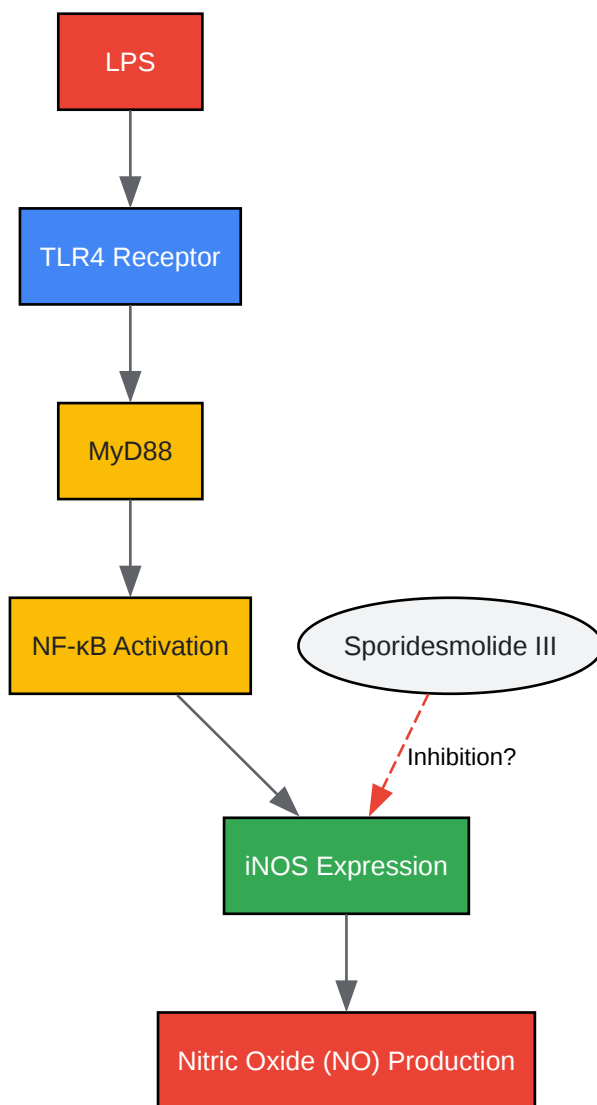 LPS
TLR4 Receptor
MyD88
NF-κB Activation
Sporidesmolide III
Inhibition?
iNOS Expression
Nitric Oxide (NO) Production